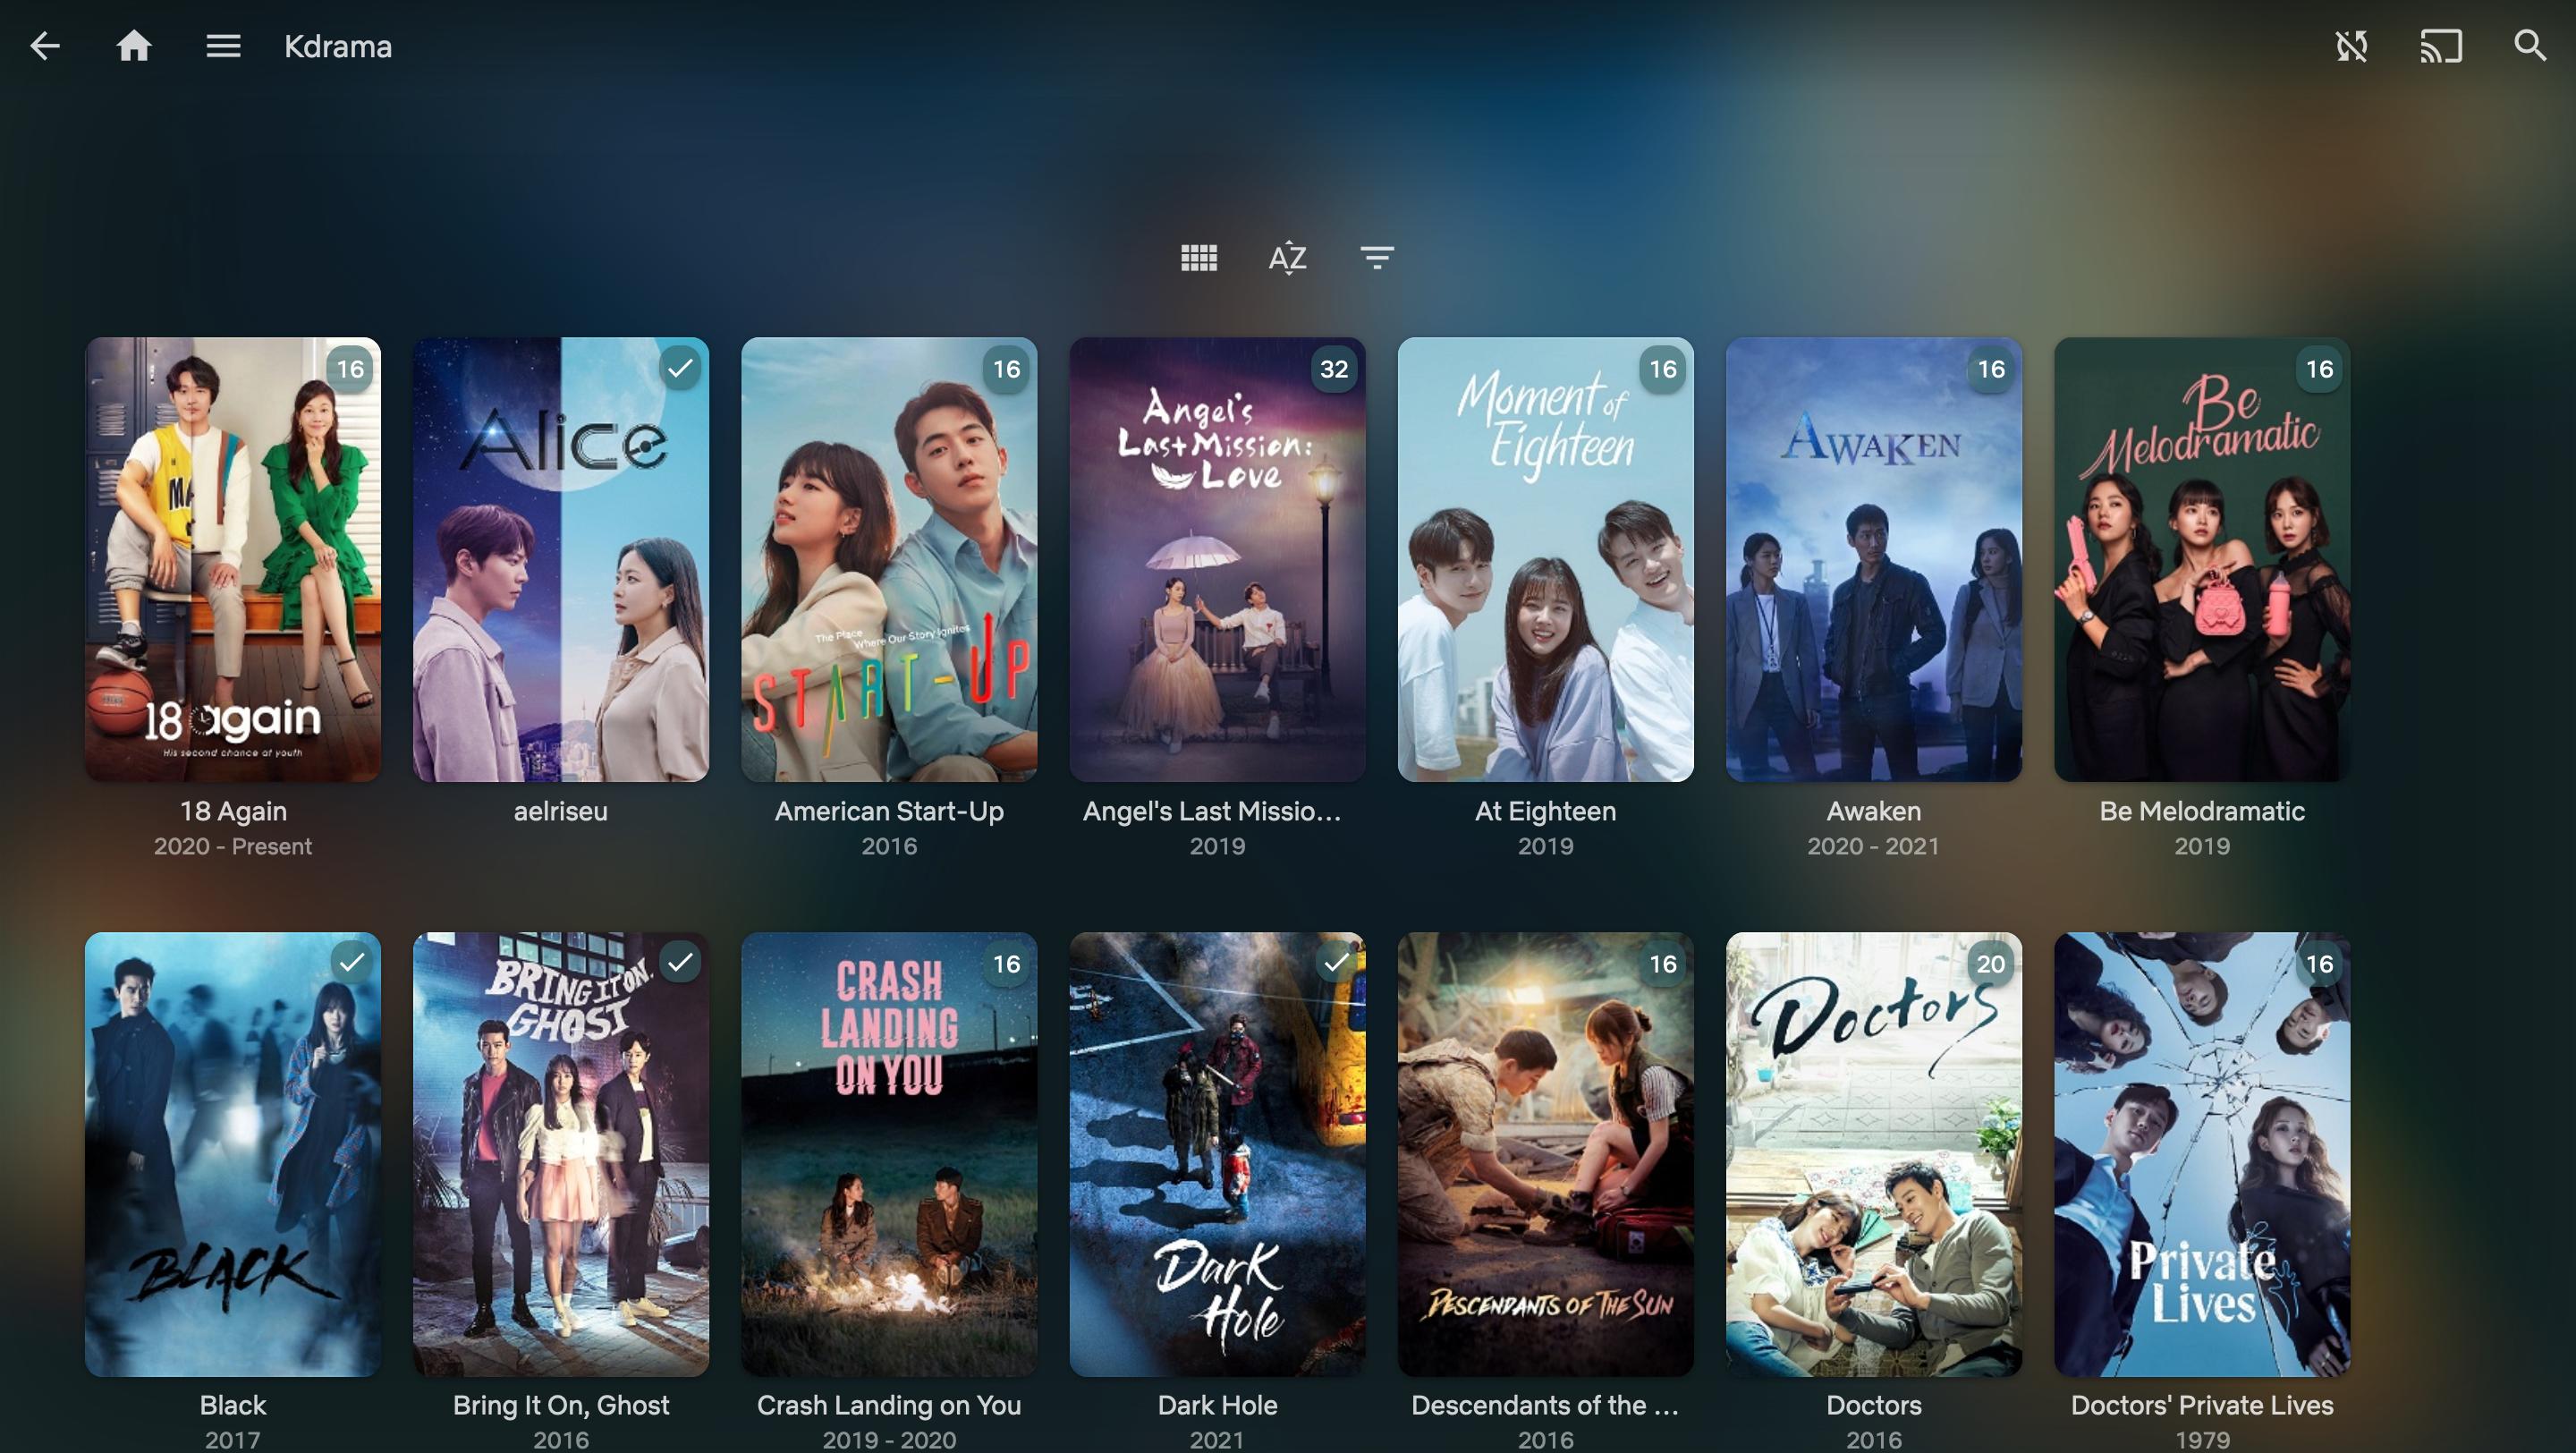 Kdrama
AZ
16
18 again
His second chance at youth
18 Again
2020 - Present
Alice
aelriseu
16
The Place
Where Our Story Ignites
START-UP
American Start-Up
2016
32
Angel's
Last Mission:
Love
Angel's Last Missio...
2019
16
Moment of
Eighteen
At Eighteen
2019
16
AWAKEN
Awaken
2020 - 2021
16
Be
Melodramatic
Be Melodramatic
2019
BLACK
Black
2017
BRING IT ON,
GHOST
Bring It On, Ghost
2016
16
CRASH
LANDING
ON YOU
Crash Landing on You
2019 - 2020
Dark
Hole
Dark Hole
2021
16
DESCENDANTS OF THE SUN
Descendants of the ...
2016
20
Doctors
Doctors
2016
16
Private
Lives
Doctors' Private Lives
1979